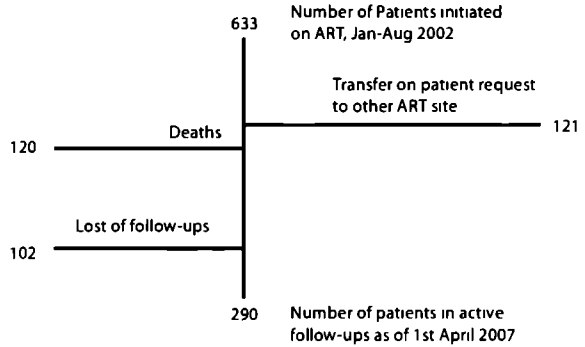 633
Number of Patients initiated
on ART, Jan-Aug 2002
Transfer on patient request
to other ART site
121
Deaths
120
Lost of follow-ups
102
290
Number of patients in active
follow-ups as of 1st April 2007